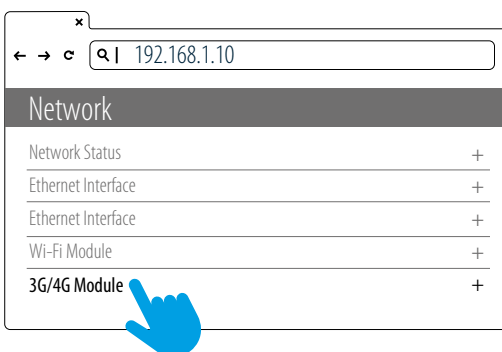 192.168.1.10
Network
Network Status +
Ethernet Interface +
Ethernet Interface +
Wi-Fi Module +
3G/4G Module +